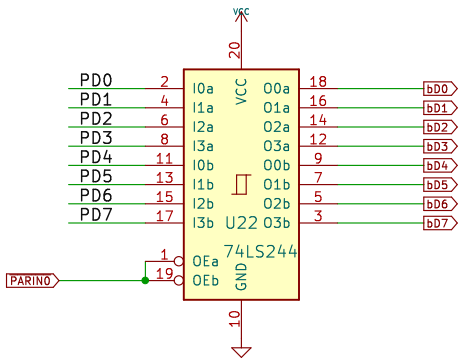 VCC
20
PD0 2 I0a VCC O0a 18 bD0
PD1 4 I1a O1a 16 bD1
PD2 6 I2a O2a 14 bD2
PD3 8 I3a O3a 12 bD3
PD4 11 I0b O0b 9 bD4
PD5 13 I1b O1b 7 bD5
PD6 15 I2b O2b 5 bD6
PD7 17 I3b U22 O3b 3 bD7
74LS244
1 OEa
PARIN0 19 OEb GND
10